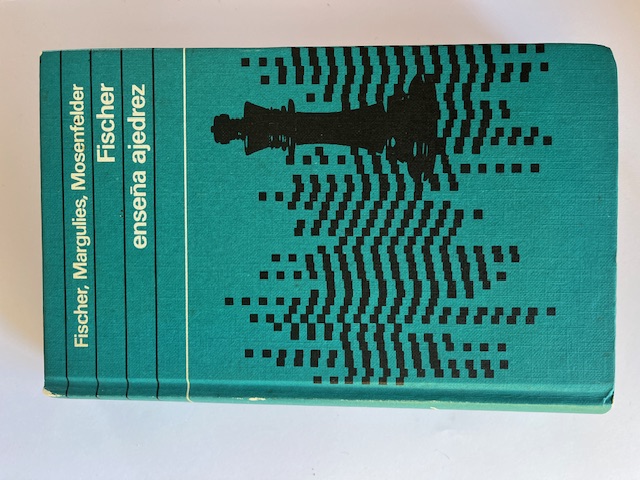 Fischer, Margulies, Mosenfelder
Fischer
enseña ajedrez